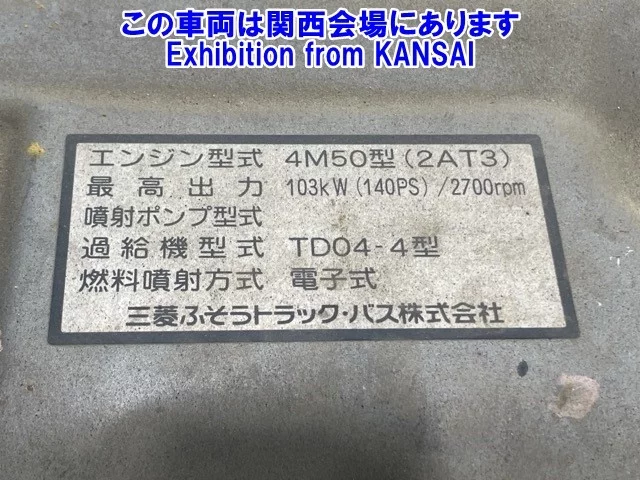 この車両は関西会場にあります
Exhibition from KANSAI
エンジン型式 4M50型(2AT3)
最高出力 103kW(140PS)/2700rpm
噴射ポンプ型式
過給機型式 TD04-4型
燃料噴射方式 電子式
三菱ふそうトラック・バス株式会社